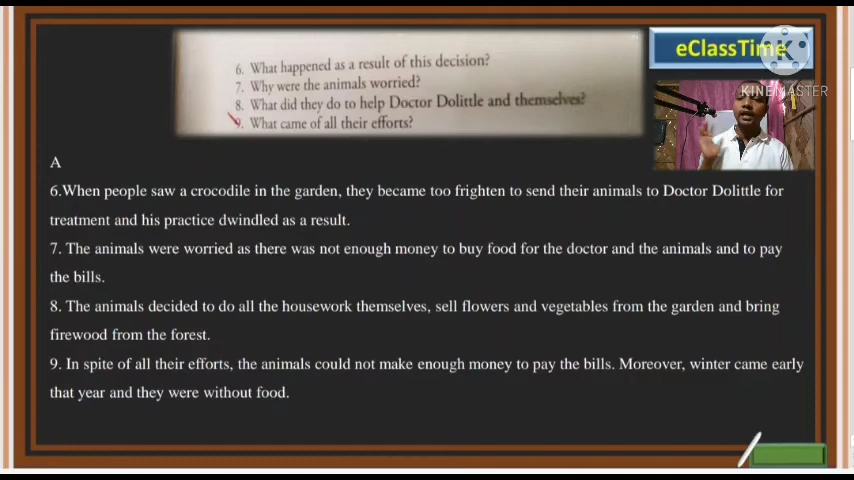 6. What happened as a result of this decision?
7. Why were the animals worried?
8. What did they do to help Doctor Dolittle and themselves?
9. What came of all their efforts?
eClassTime
KINEMASTER
A
6.When people saw a crocodile in the garden, they became too frighten to send their animals to Doctor Dolittle for
treatment and his practice dwindled as a result.
7. The animals were worried as there was not enough money to buy food for the doctor and the animals and to pay
the bills.
8. The animals decided to do all the housework themselves, sell flowers and vegetables from the garden and bring
firewood from the forest.
9. In spite of all their efforts, the animals could not make enough money to pay the bills. Moreover, winter came early
that year and they were without food.